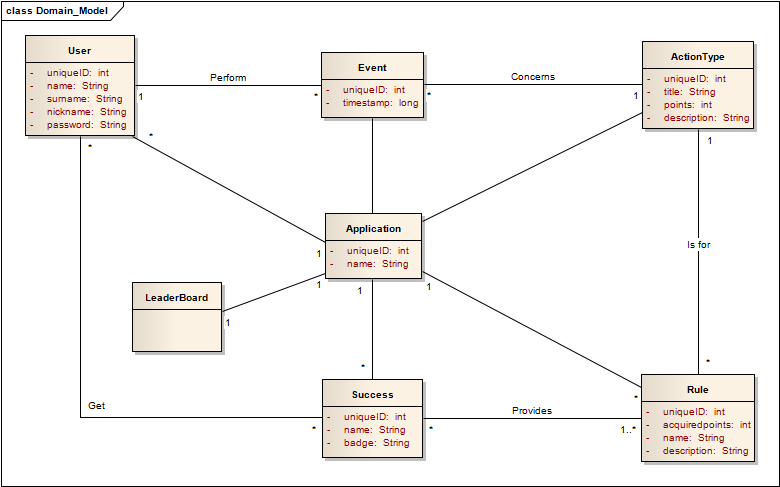 class Domain_Model
User
- uniqueID: int
- name: String
- surname: String
- nickname: String
- password: String
Perform
1
*
Event
- uniqueID: int
- timestamp: long
Concerns
*
1
ActionType
- uniqueID: int
- title: String
- points: int
- description: String
*
*
1
Application
- uniqueID: int
- name: String
1
1
1
1
Is for
LeaderBoard
1
*
*
*
Success
- uniqueID: int
- name: String
- badge: String
Get
*
Provides
*
1..*
Rule
- uniqueID: int
- acquiredpoints: int
- name: String
- description: String